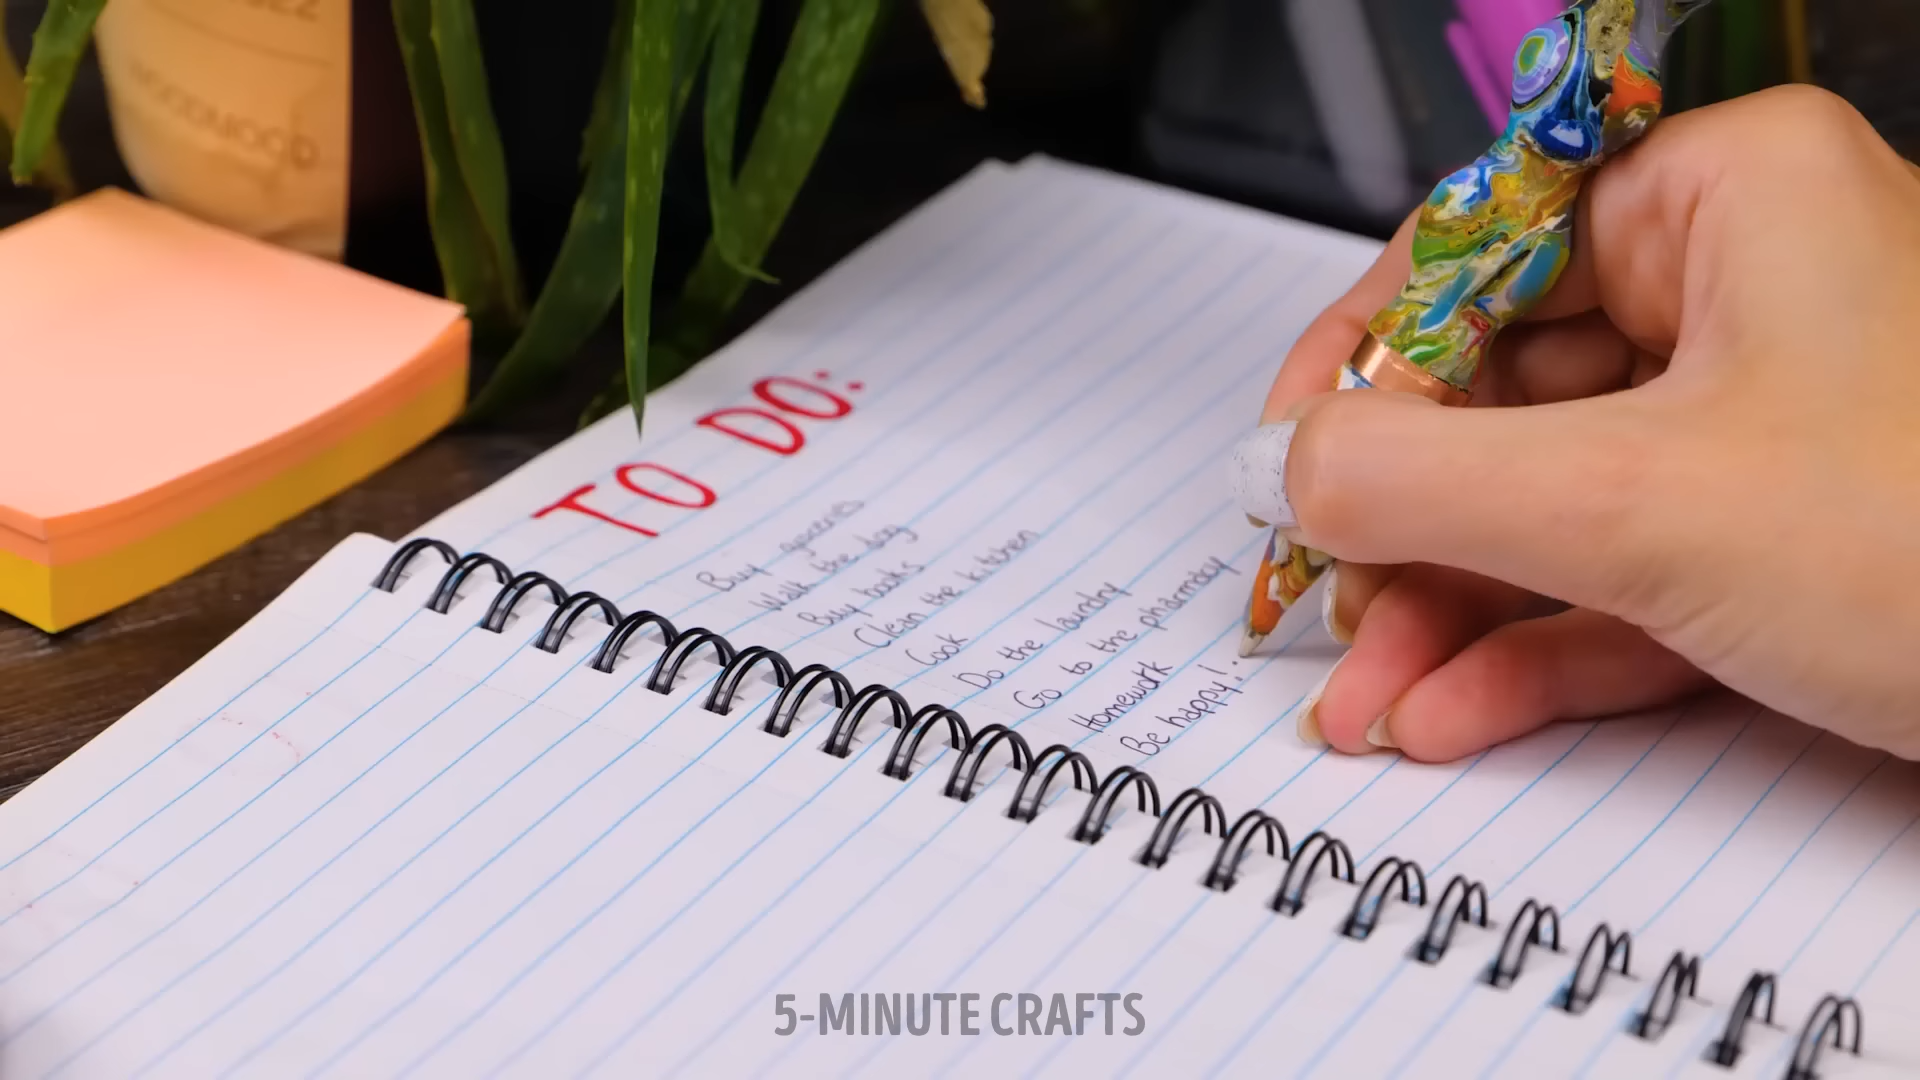 TO DO:
Buy groceries
Walk the dog
Buy books
Clean the kitchen
Cook
Do the laundry
Go to the pharmacy
Homework
Be happy!
5-MINUTE CRAFTS